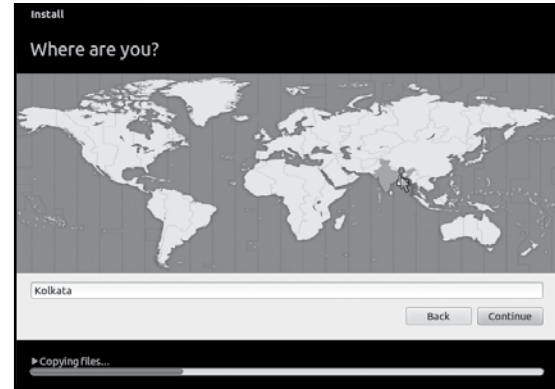 Install
Where are you?
Kolkata
Back
Continue
Copying files...